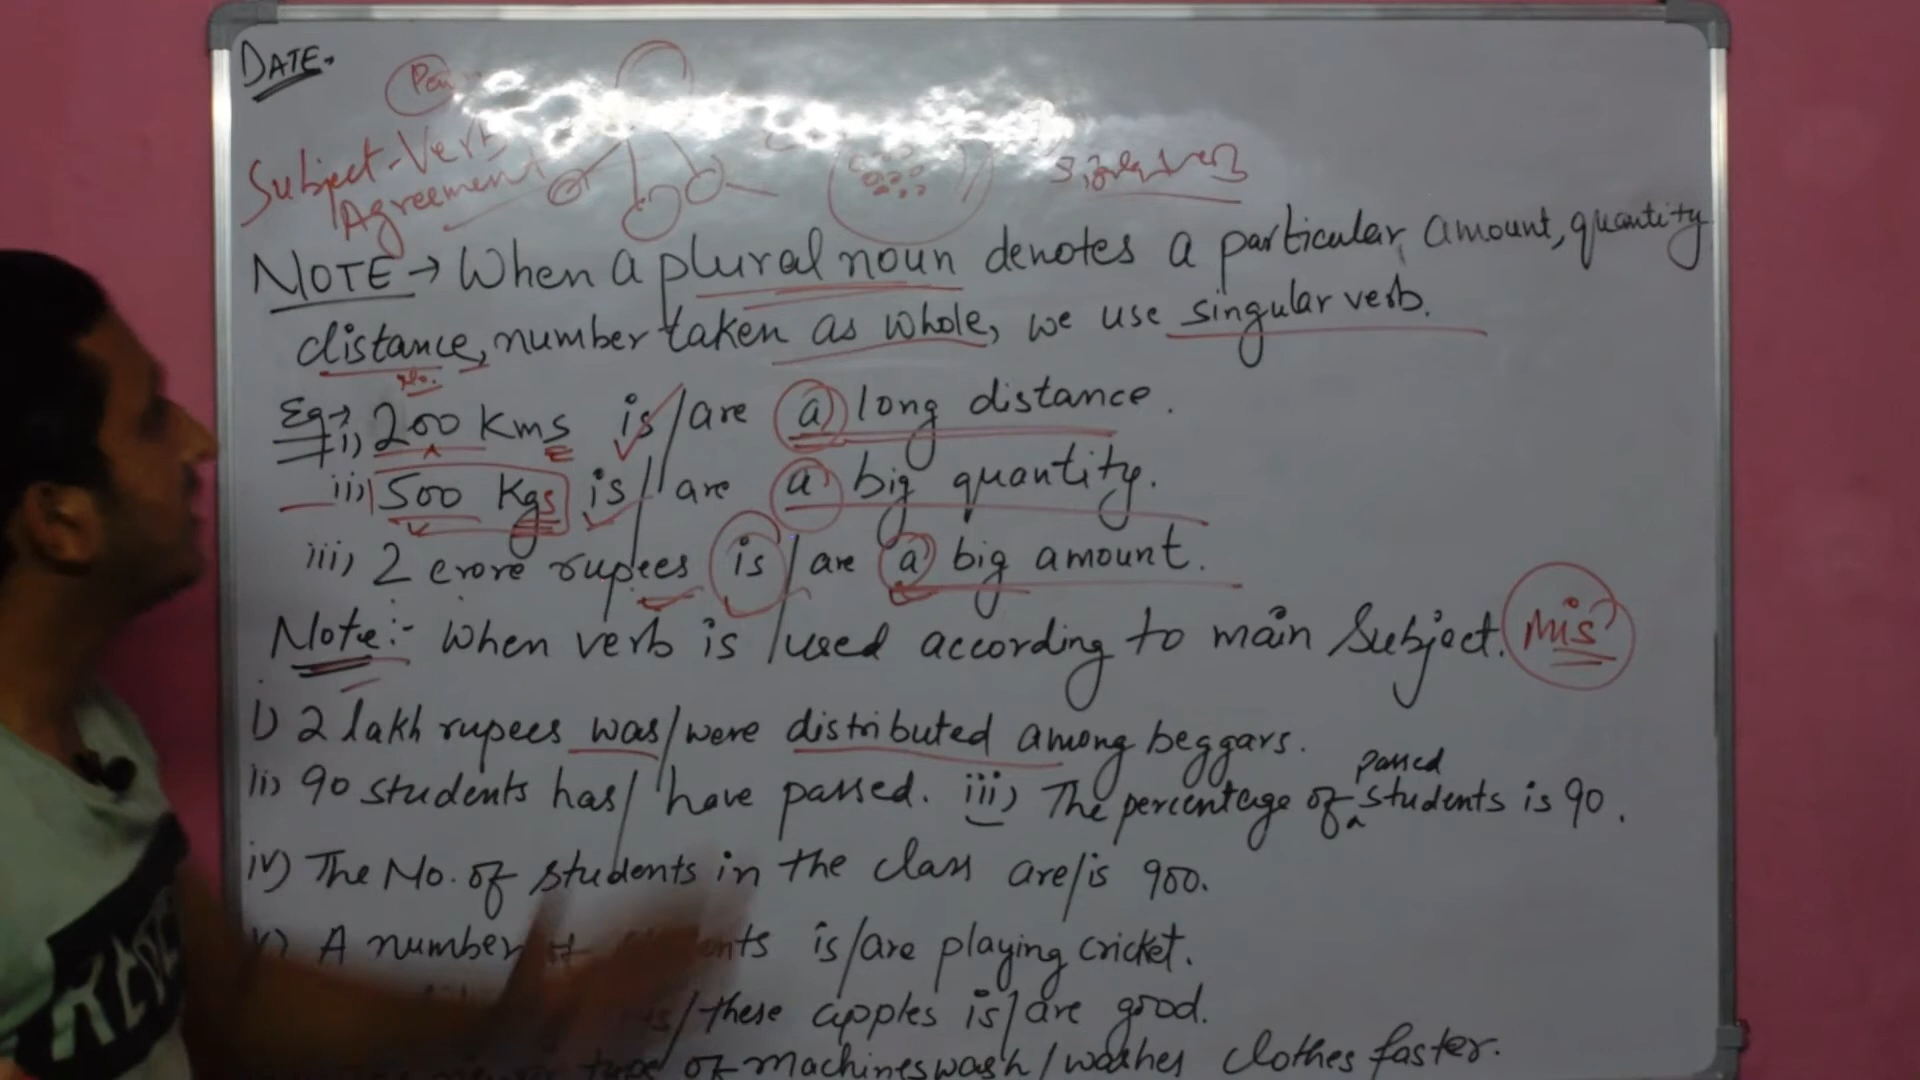 DATE.
Pen
Subject-Verb
Agreement
NOTE → When a plural noun denotes a particular amount, quantity
distance, number taken as whole, we use singular verb.
No.
Eg → i) 200 Kms is/are a long distance.
ii) 500 Kgs is/are a big quantity.
iii) 2 crore rupees is/are a big amount.
Note:- When verb is used according to main Subject. Mis
i) 2 lakh rupees was/were distributed among beggars.
ii) 90 students has/have passed. iii) The percentage of passed students is 90.
iv) The No. of students in the class are/is 900.
v) A number is/are playing cricket.
/these apples is/are good.
type of machines wash/washes clothes faster.